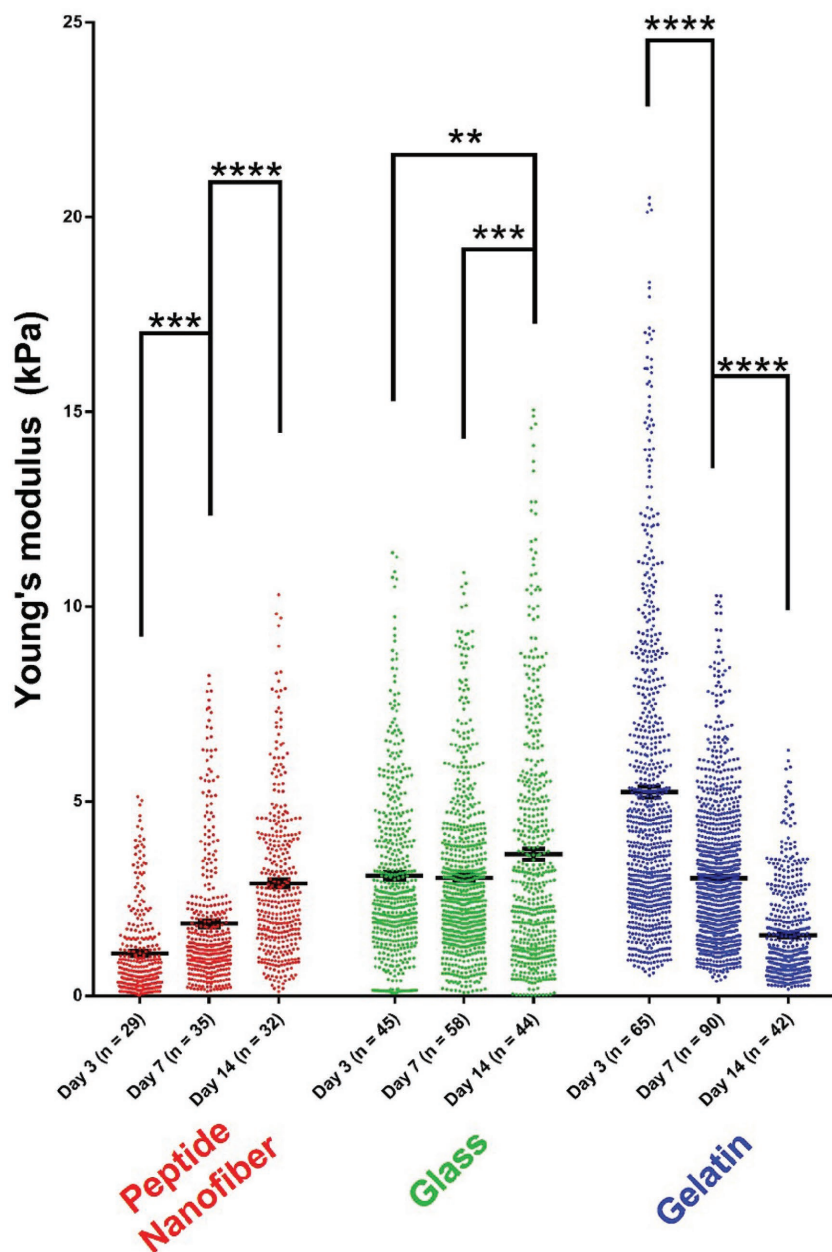 Young's modulus (kPa)
25
20
15
10
5
0
***
****
**
***
****
****
Day 3 (n = 29)
Day 7 (n = 35)
Day 14 (n = 32)
Day 3 (n = 45)
Day 7 (n = 58)
Day 14 (n = 44)
Day 3 (n = 65)
Day 7 (n = 90)
Day 14 (n = 42)
Peptide
Nanofiber
Glass
Gelatin